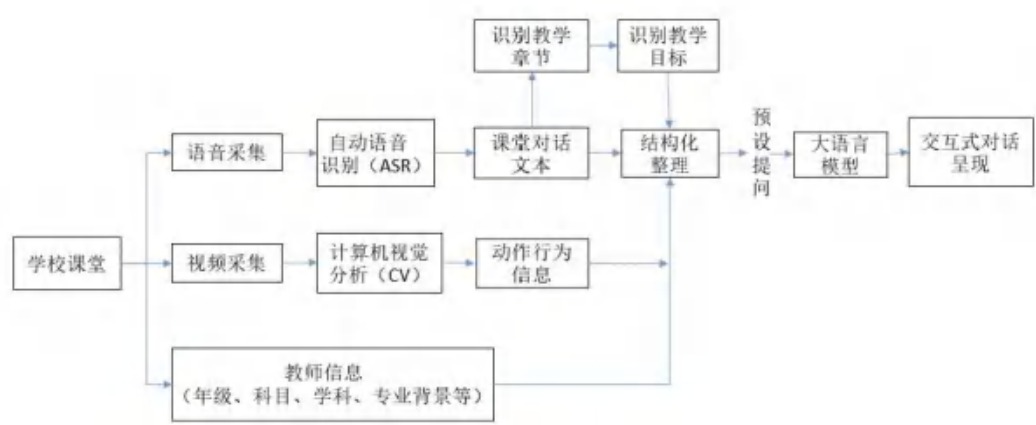 识别教学
章节
识别教学
目标
语音采集
自动语音
识别（ASR）
课堂对话
文本
结构化
整理
预
设
提
问
大语言
模型
交互式对话
呈现
学校课堂
视频采集
计算机视觉
分析（CV）
动作行为
信息
教师信息
（年级、科目、学科、专业背景等）